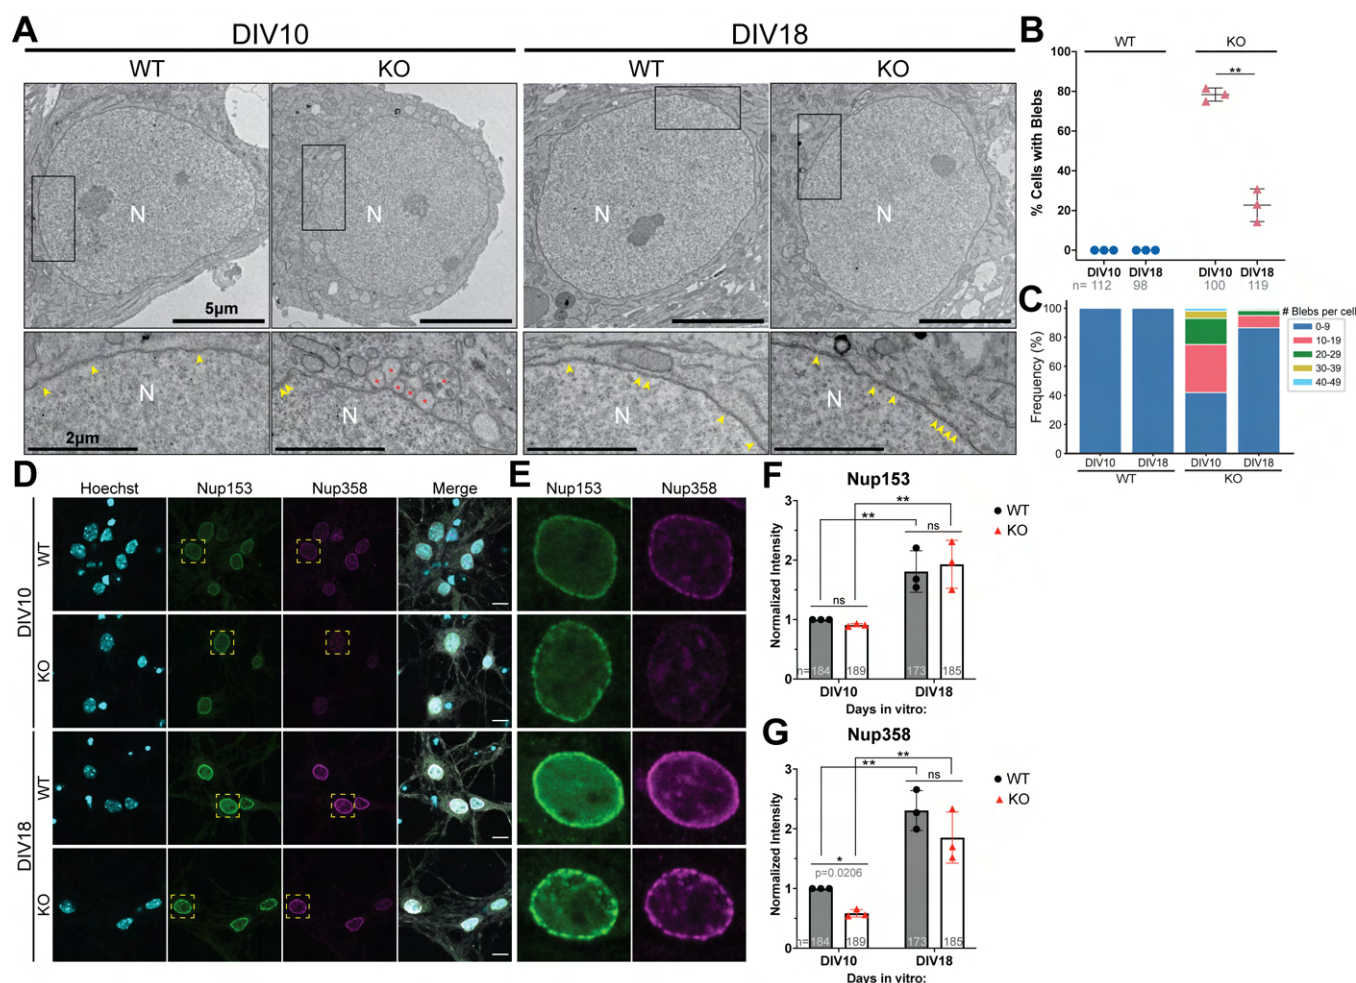 A
DIV10
DIV18
WT
KO
WT
KO
N
N
N
N
5μm
N
N
N
N
2μm
B
WT
KO
% Cells with Blebs
100
80
60
40
20
0
**
DIV10
DIV18
DIV10
DIV18
n= 112
98
100
119
C
Frequency (%)
100
80
60
40
20
0
# Blebs per cell
0-9
10-19
20-29
30-39
40-49
DIV10
DIV18
DIV10
DIV18
WT
KO
D
Hoechst
Nup153
Nup358
Merge
DIV10
WT
KO
DIV18
WT
KO
E
Nup153
Nup358
F
Nup153
Normalized Intensity
3
2
1
0
**
**
ns
ns
WT
KO
n= 184
189
173
185
DIV10
DIV18
Days in vitro:
G
Nup358
Normalized Intensity
3
2
1
0
**
**
ns
*
p=0.0206
WT
KO
n= 184
189
173
185
DIV10
DIV18
Days in vitro: